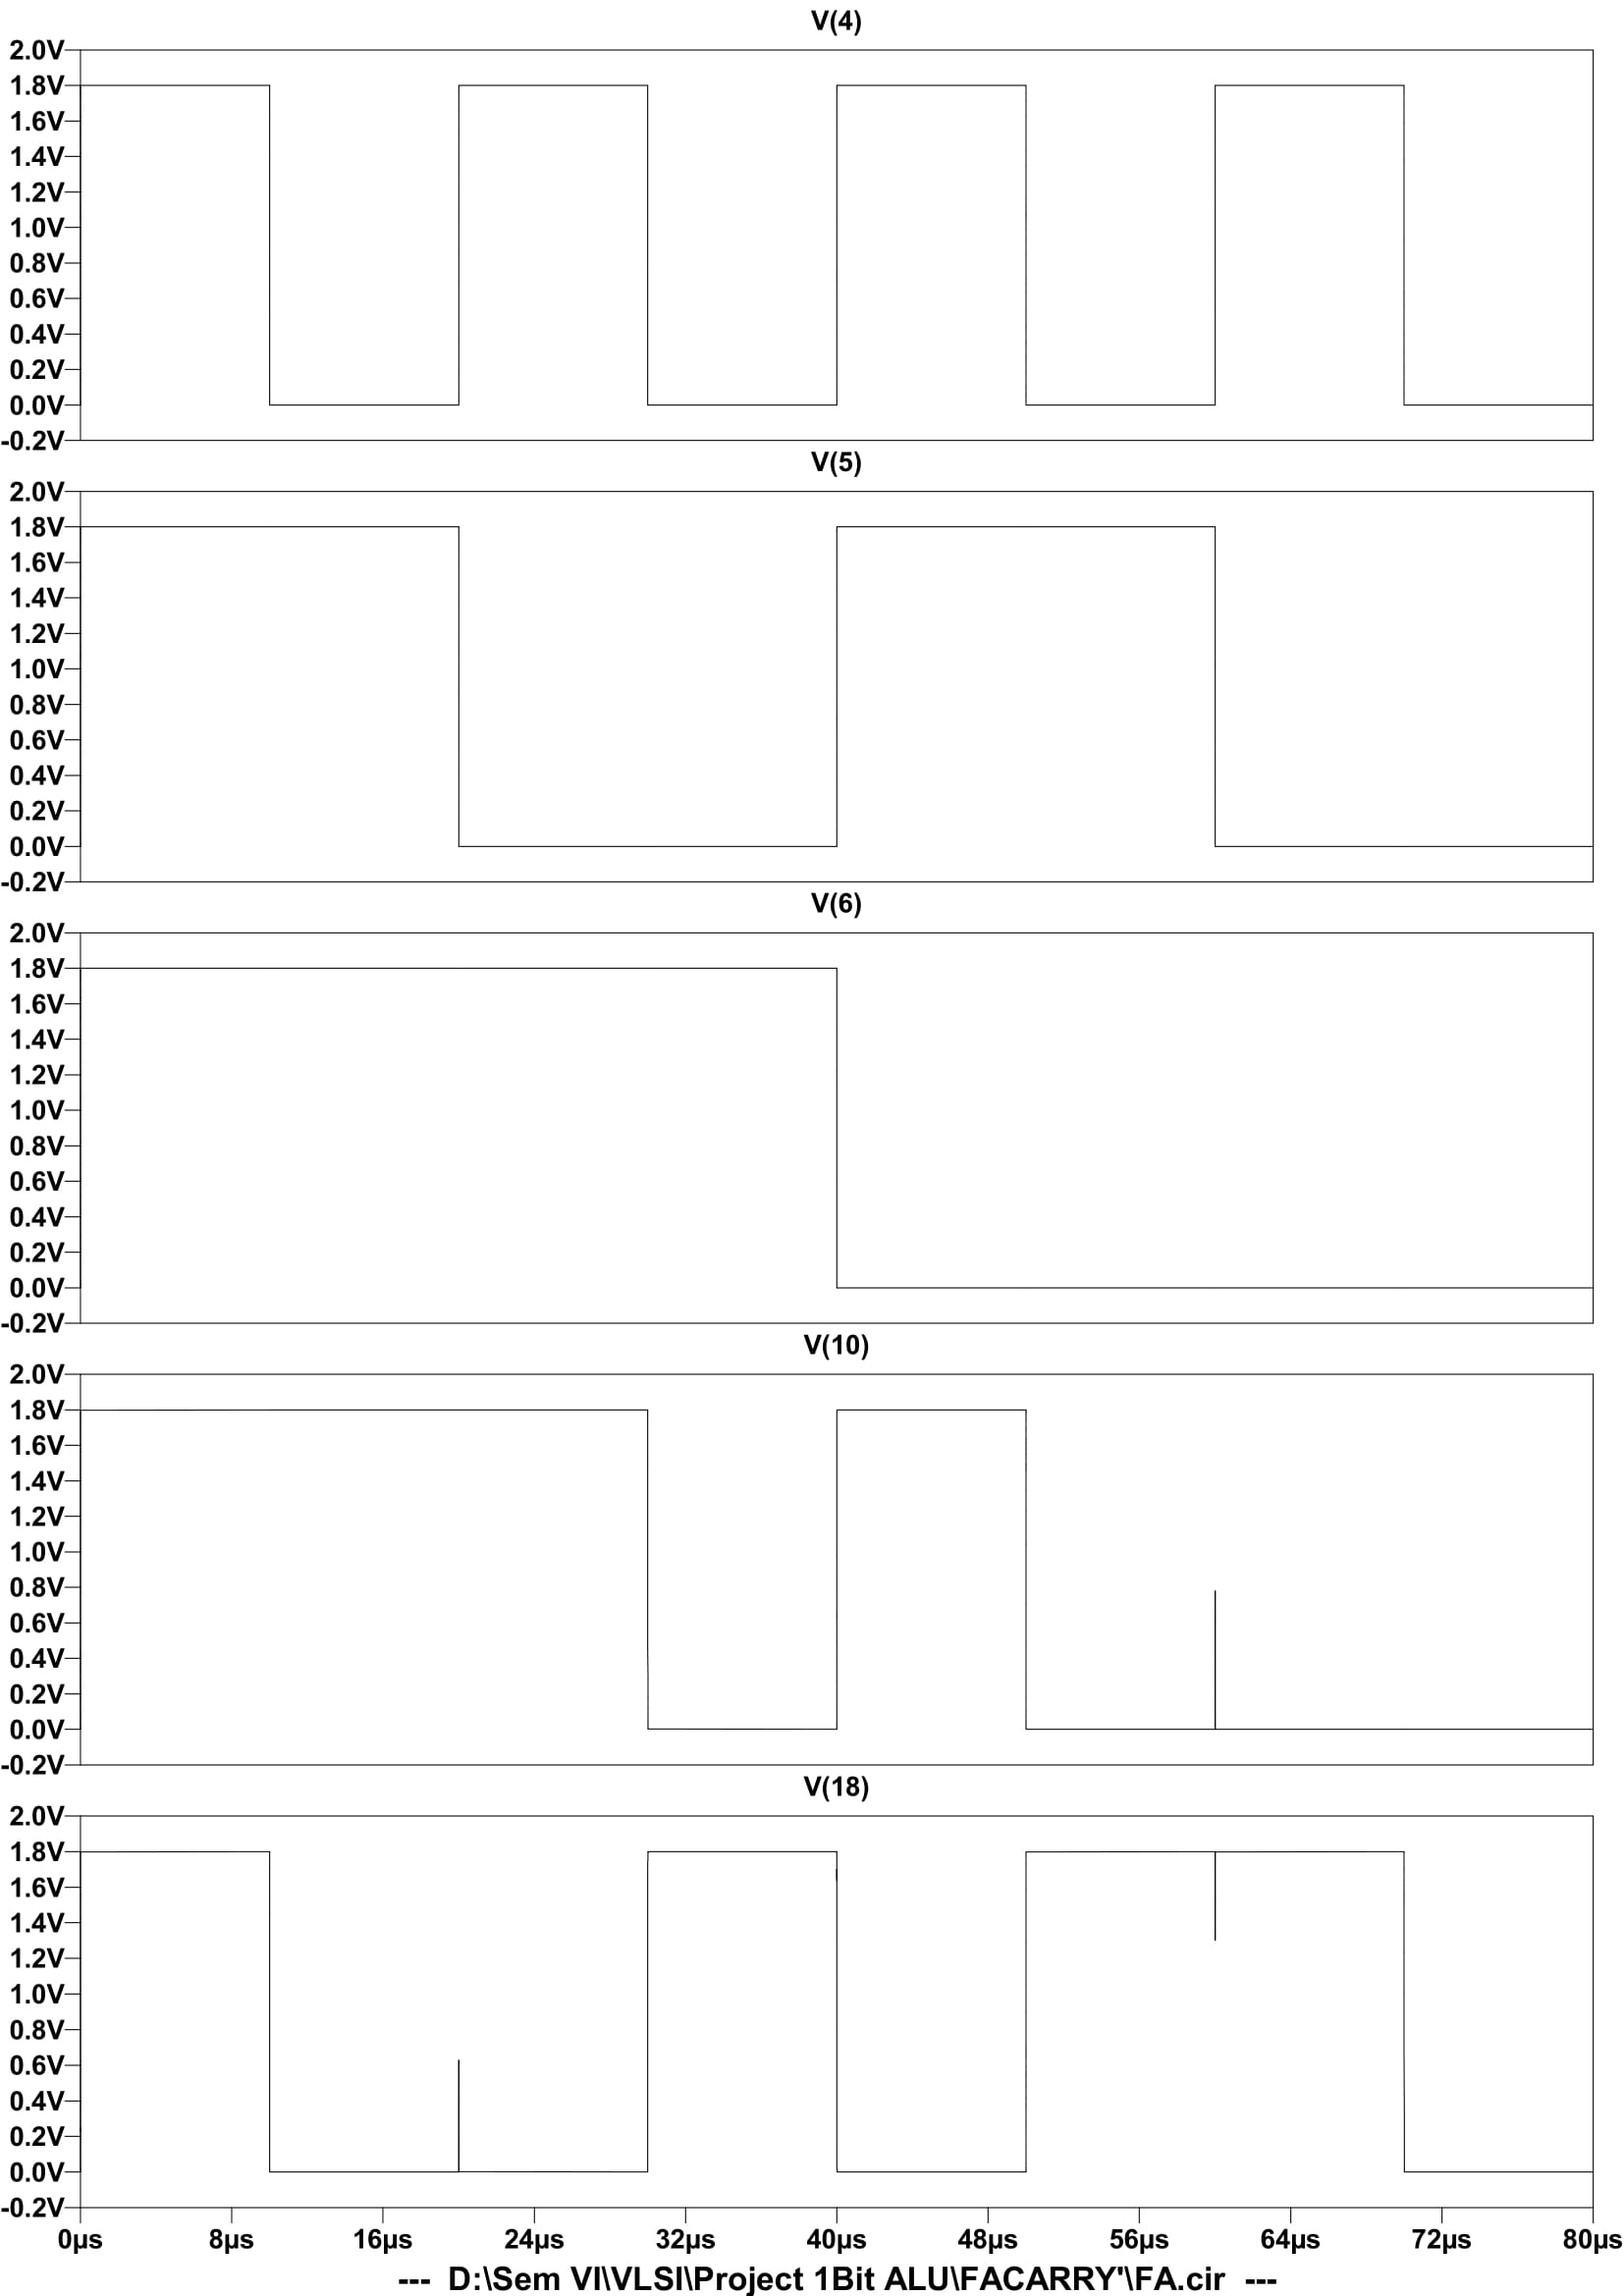 V(4)
2.0V
1.8V
1.6V
1.4V
1.2V
1.0V
0.8V
0.6V
0.4V
0.2V
0.0V
-0.2V
V(5)
2.0V
1.8V
1.6V
1.4V
1.2V
1.0V
0.8V
0.6V
0.4V
0.2V
0.0V
-0.2V
V(6)
2.0V
1.8V
1.6V
1.4V
1.2V
1.0V
0.8V
0.6V
0.4V
0.2V
0.0V
-0.2V
V(10)
2.0V
1.8V
1.6V
1.4V
1.2V
1.0V
0.8V
0.6V
0.4V
0.2V
0.0V
-0.2V
V(18)
2.0V
1.8V
1.6V
1.4V
1.2V
1.0V
0.8V
0.6V
0.4V
0.2V
0.0V
-0.2V
0µs 8µs 16µs 24µs 32µs 40µs 48µs 56µs 64µs 72µs 80µs
--- D:\Sem VI\VLSI\Project 1Bit ALU\FACARRY'\FA.cir ---